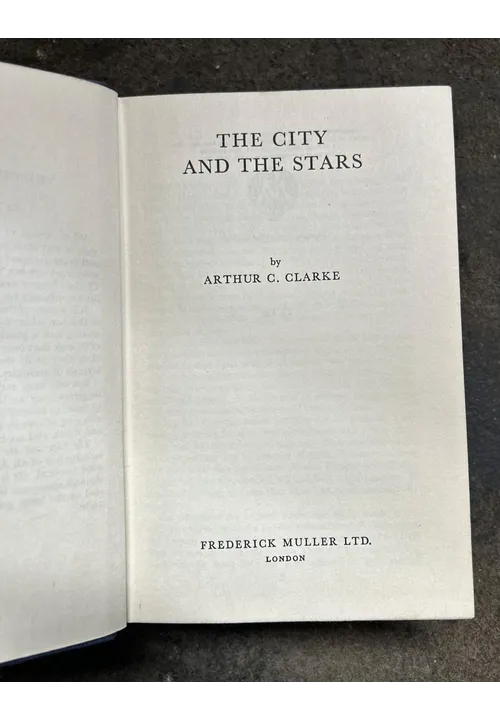 THE CITY
AND THE STARS
by
ARTHUR C. CLARKE
FREDERICK MULLER LTD.
LONDON